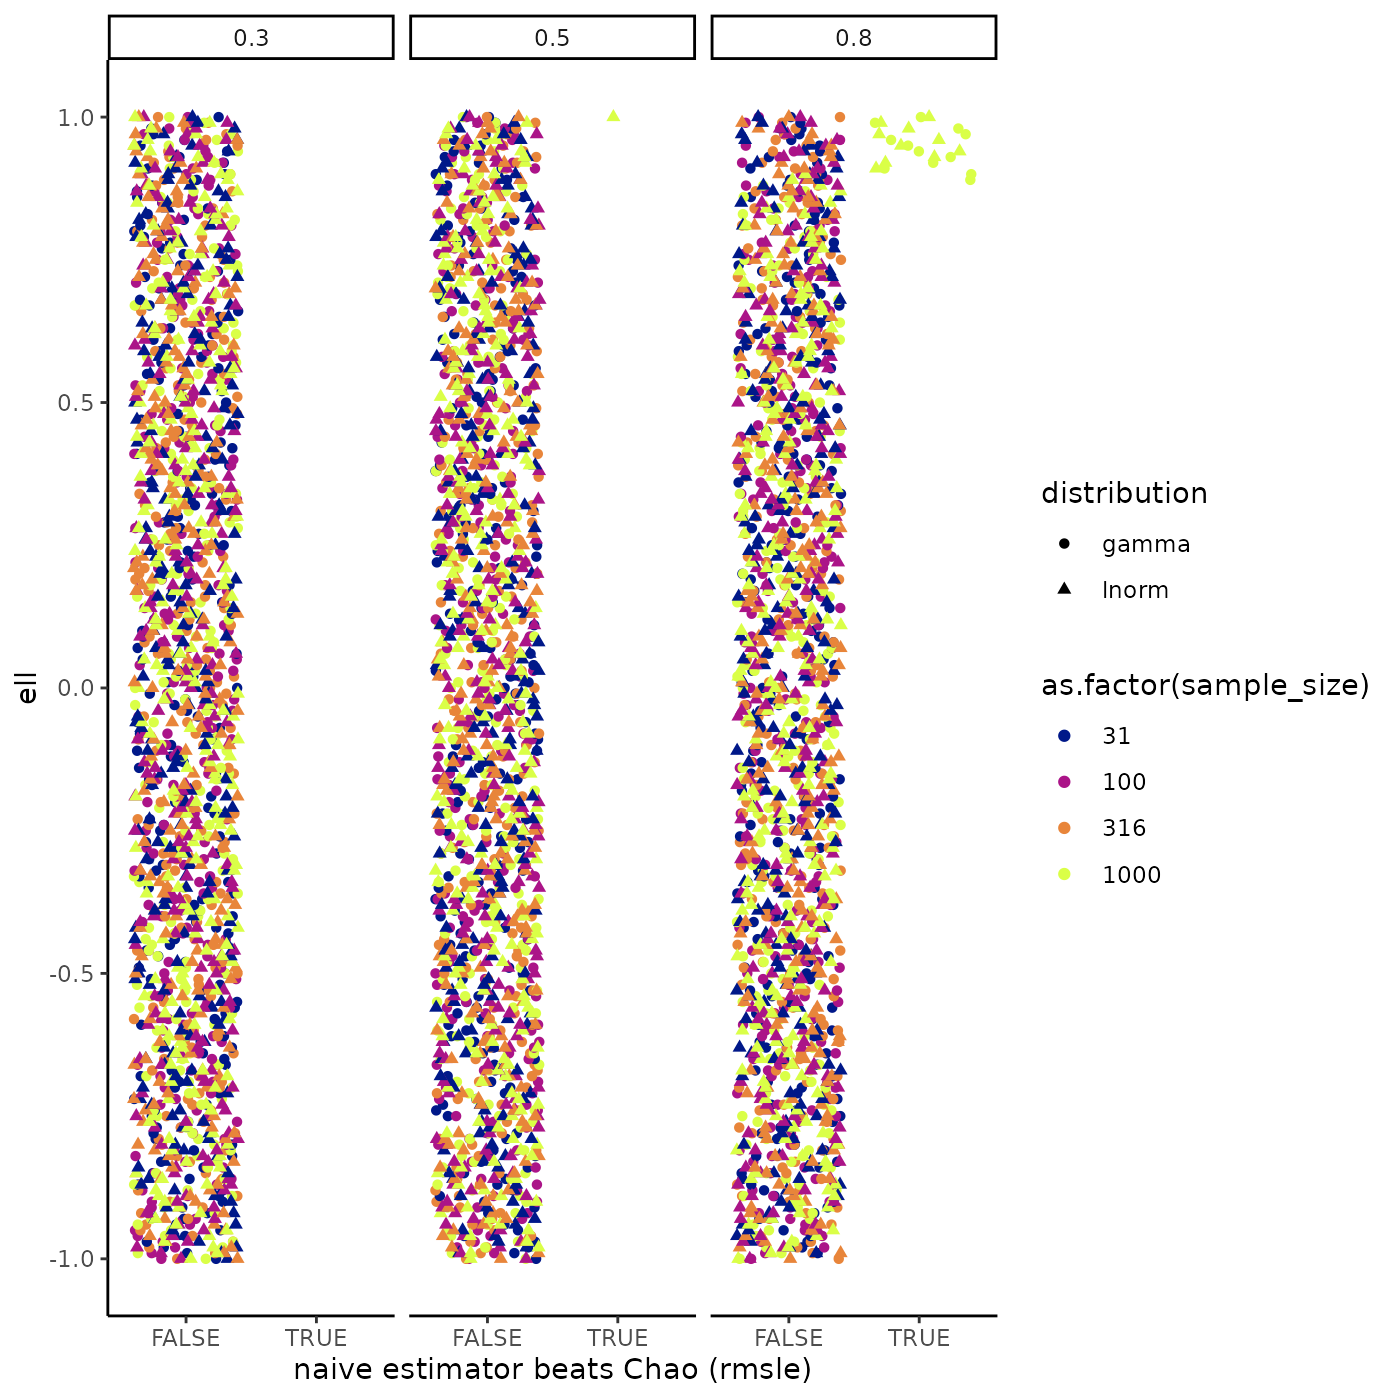 0.3 0.5 0.8
1.0
0.5
0.0
-0.5
-1.0
ell
FALSE TRUE FALSE TRUE FALSE TRUE
naive estimator beats Chao (rmsle)
distribution
gamma
lnorm
as.factor(sample_size)
31
100
316
1000